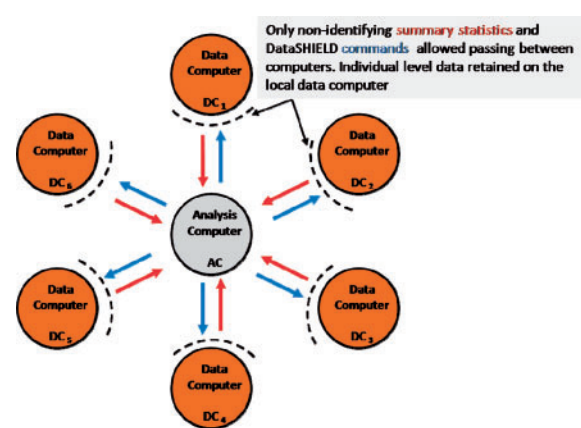 Only non-identifying summary statistics and
DataSHIELD commands allowed passing between
computers. Individual level data retained on the
local data computer
Data
Computer
DC1
Data
Computer
DC6
Data
Computer
DC2
Analysis
Computer
AC
Data
Computer
DC5
Data
Computer
DC3
Data
Computer
DC4